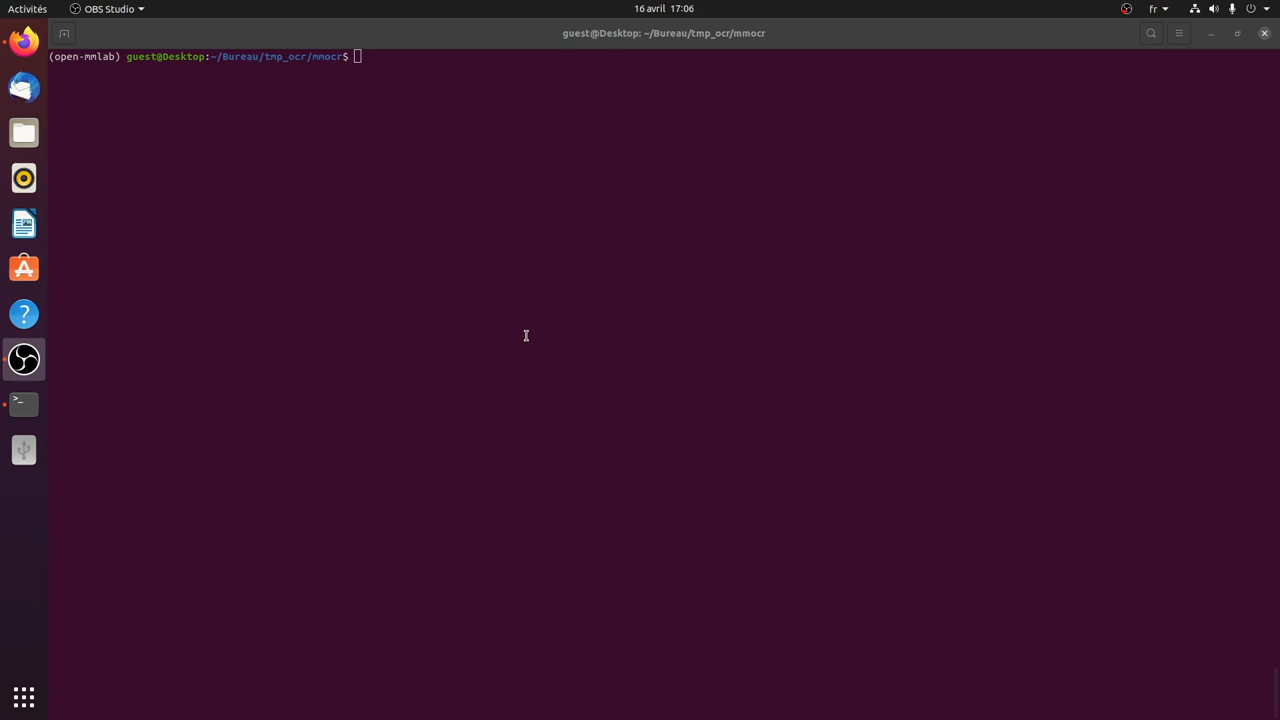 Activités OBS Studio 16 avril 17:06 fr
guest@Desktop: ~/Bureau/tmp_ocr/mmocr
(open-mmlab) guest@Desktop:~/Bureau/tmp_ocr/mmocr$